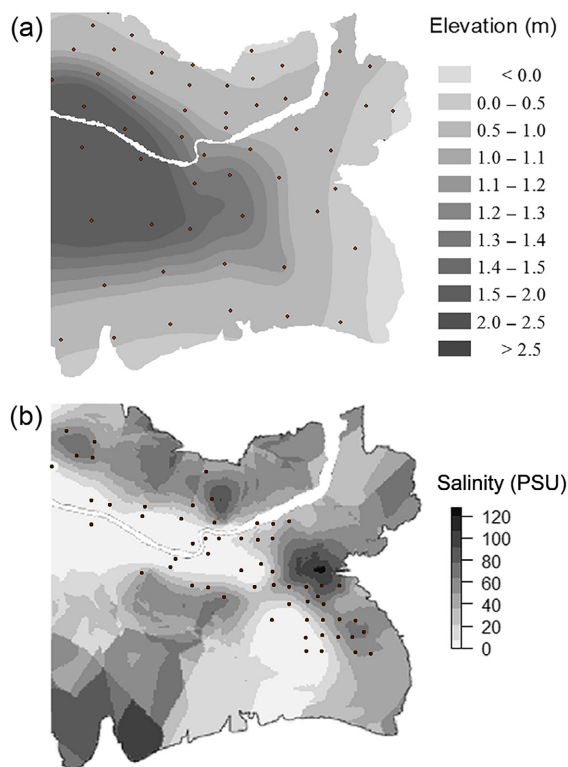 (a)
Elevation (m)
< 0.0
0.0 – 0.5
0.5 – 1.0
1.0 – 1.1
1.1 – 1.2
1.2 – 1.3
1.3 – 1.4
1.4 – 1.5
1.5 – 2.0
2.0 – 2.5
> 2.5
(b)
Salinity (PSU)
120
100
80
60
40
20
0